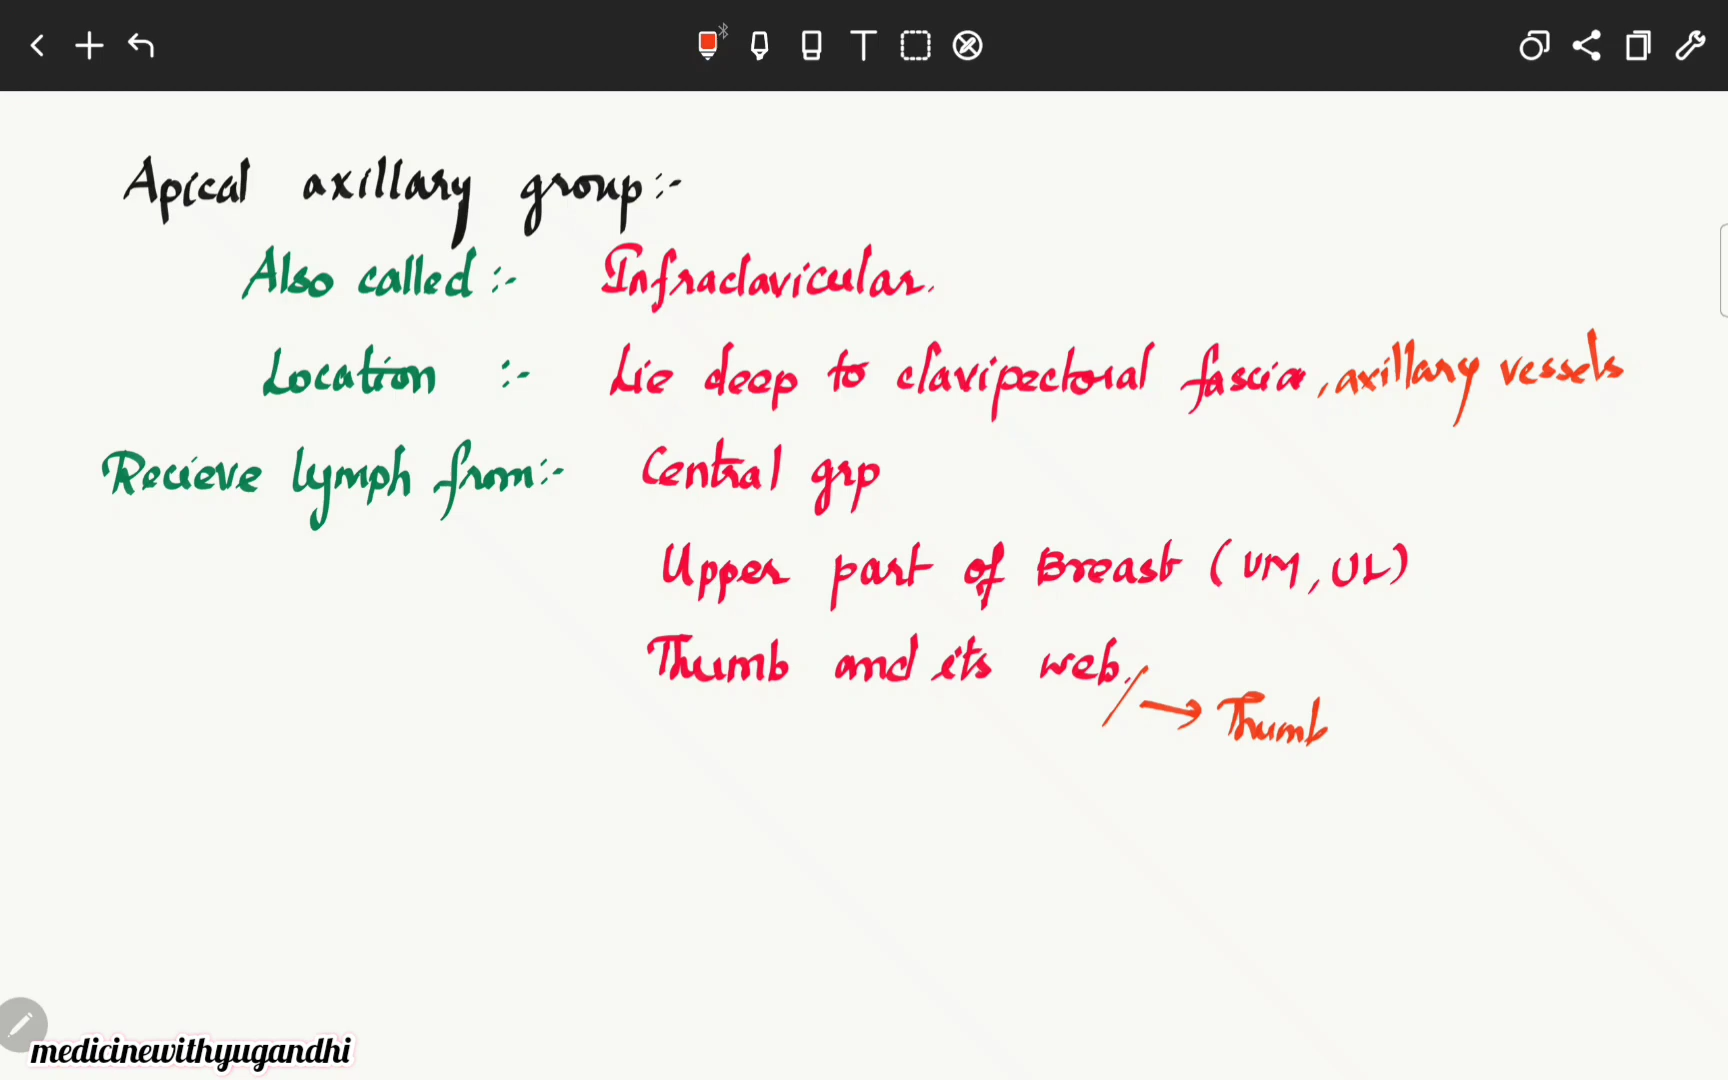 Apical axillary group:-
Also called :- Infraclavicular.
Location :- Lie deep to clavipectoral fascia, axillary vessels
Recieve lymph from:- Central grp
Upper part of Breast (UM, UL)
Thumb and its web.
→ Thumb
medicinewithyugandhi